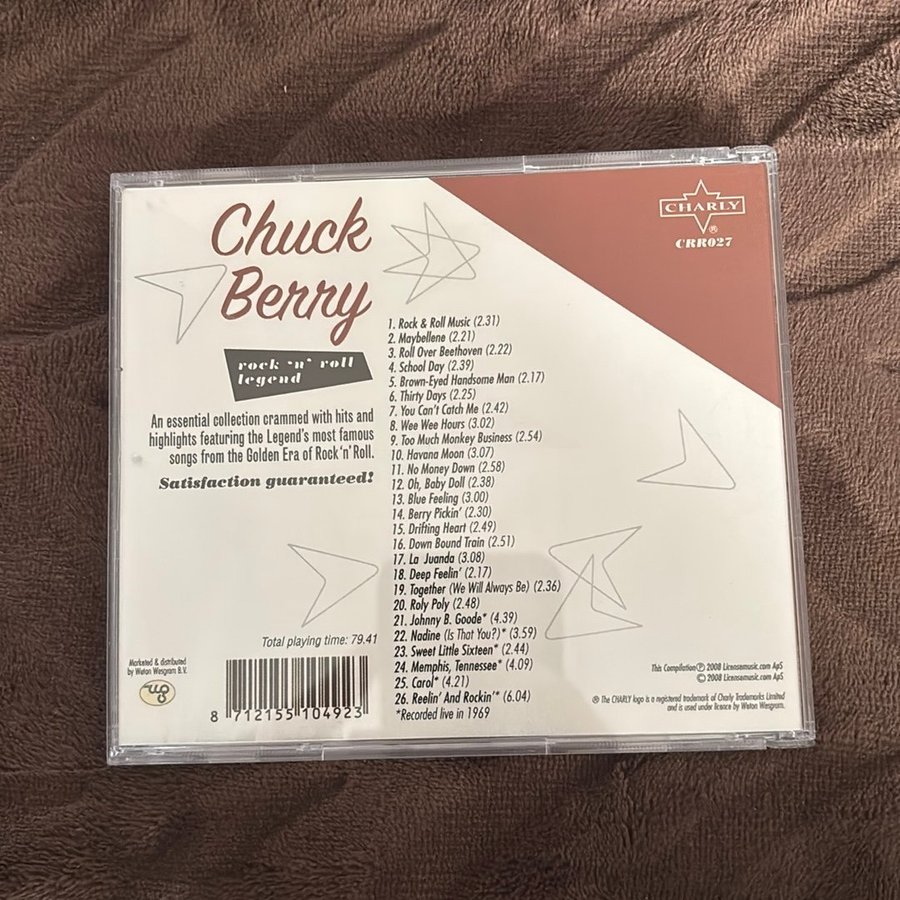 Chuck
Berry
rock 'n' roll
legend
An essential collection crammed with hits and
highlights featuring the Legend's most famous
songs from the Golden Era of Rock'n'Roll.
Satisfaction guaranteed!
CHARLY
®
CRR027
1. Rock & Roll Music (2.31)
2. Maybellene (2.21)
3. Roll Over Beethoven (2.22)
4. School Day (2.39)
5. Brown-Eyed Handsome Man (2.17)
6. Thirty Days (2.25)
7. You Can't Catch Me (2.42)
8. Wee Wee Hours (3.02)
9. Too Much Monkey Business (2.54)
10. Havana Moon (3.07)
11. No Money Down (2.58)
12. Oh, Baby Doll (2.38)
13. Blue Feeling (3.00)
14. Berry Pickin' (2.30)
15. Drifting Heart (2.49)
16. Down Bound Train (2.51)
17. La Juanda (3.08)
18. Deep Feelin' (2.17)
19. Together (We Will Always Be) (2.36)
20. Roly Poly (2.48)
21. Johnny B. Goode* (4.39)
22. Nadine (Is That You?)* (3.59)
23. Sweet Little Sixteen* (2.44)
24. Memphis, Tennessee* (4.09)
25. Carol* (4.21)
26. Reelin' And Rockin'* (6.04)
*Recorded live in 1969
Total playing time: 79.41
Marketed & distributed
by Weton Wesgram B.V.
8 712155 104923
This Compilation ℗ 2008 Licensemusic.com ApS
© 2008 Licensemusic.com ApS
® The CHARLY logo is a registered trademark of Charly Trademarks Limited
and is used under licence by Weton Wesgram.